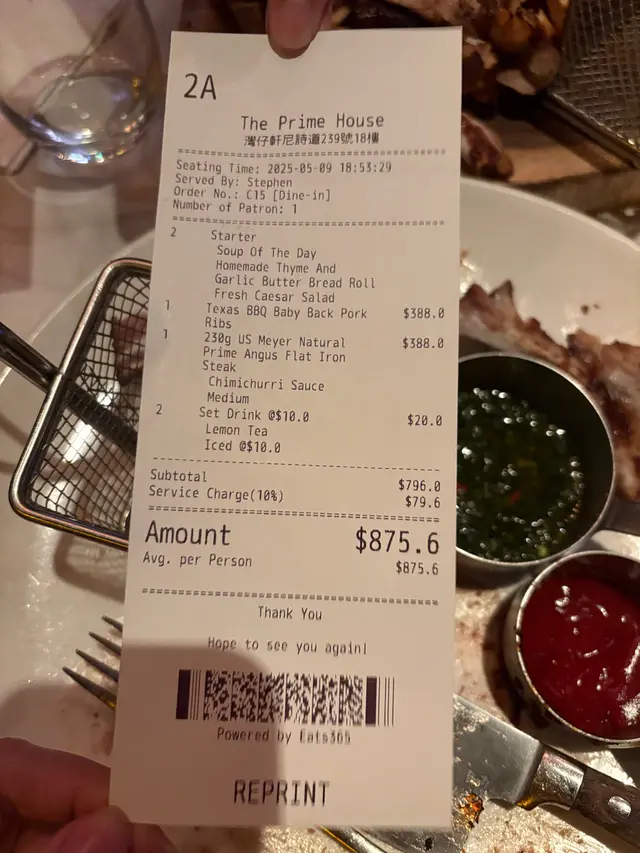 2A
The Prime House
灣仔軒尼詩道239號18樓
Seating Time: 2025-05-09 18:53:29
Served By: Stephen
Order No.: C15 [Dine-in]
Number of Patron: 1
2 Starter
Soup Of The Day
Homemade Thyme And
Garlic Butter Bread Roll
Fresh Caesar Salad
1 Texas BBQ Baby Back Pork $388.0
Ribs
1 230g US Meyer Natural $388.0
Prime Angus Flat Iron
Steak
Chimichurri Sauce
Medium
2 Set Drink @$10.0 $20.0
Lemon Tea
Iced @$10.0
Subtotal $796.0
Service Charge(10%) $79.6
Amount $875.6
Avg. per Person $875.6
Thank You
Hope to see you again!
Powered by Eats365
REPRINT